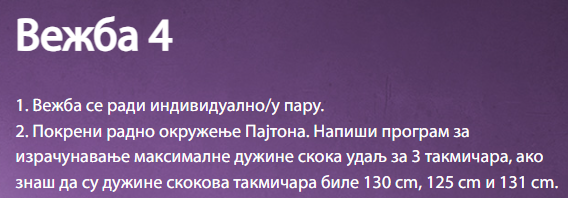 Вежба 4
1. Вежба се ради индивидуално/у пару.
2. Покрени радно окружење Пајтона. Напиши програм за
израчунавање максималне дужине скока удаљ за 3 такмичара, ако
знаш да су дужине скокова такмичара биле 130 cm, 125 cm и 131 cm.